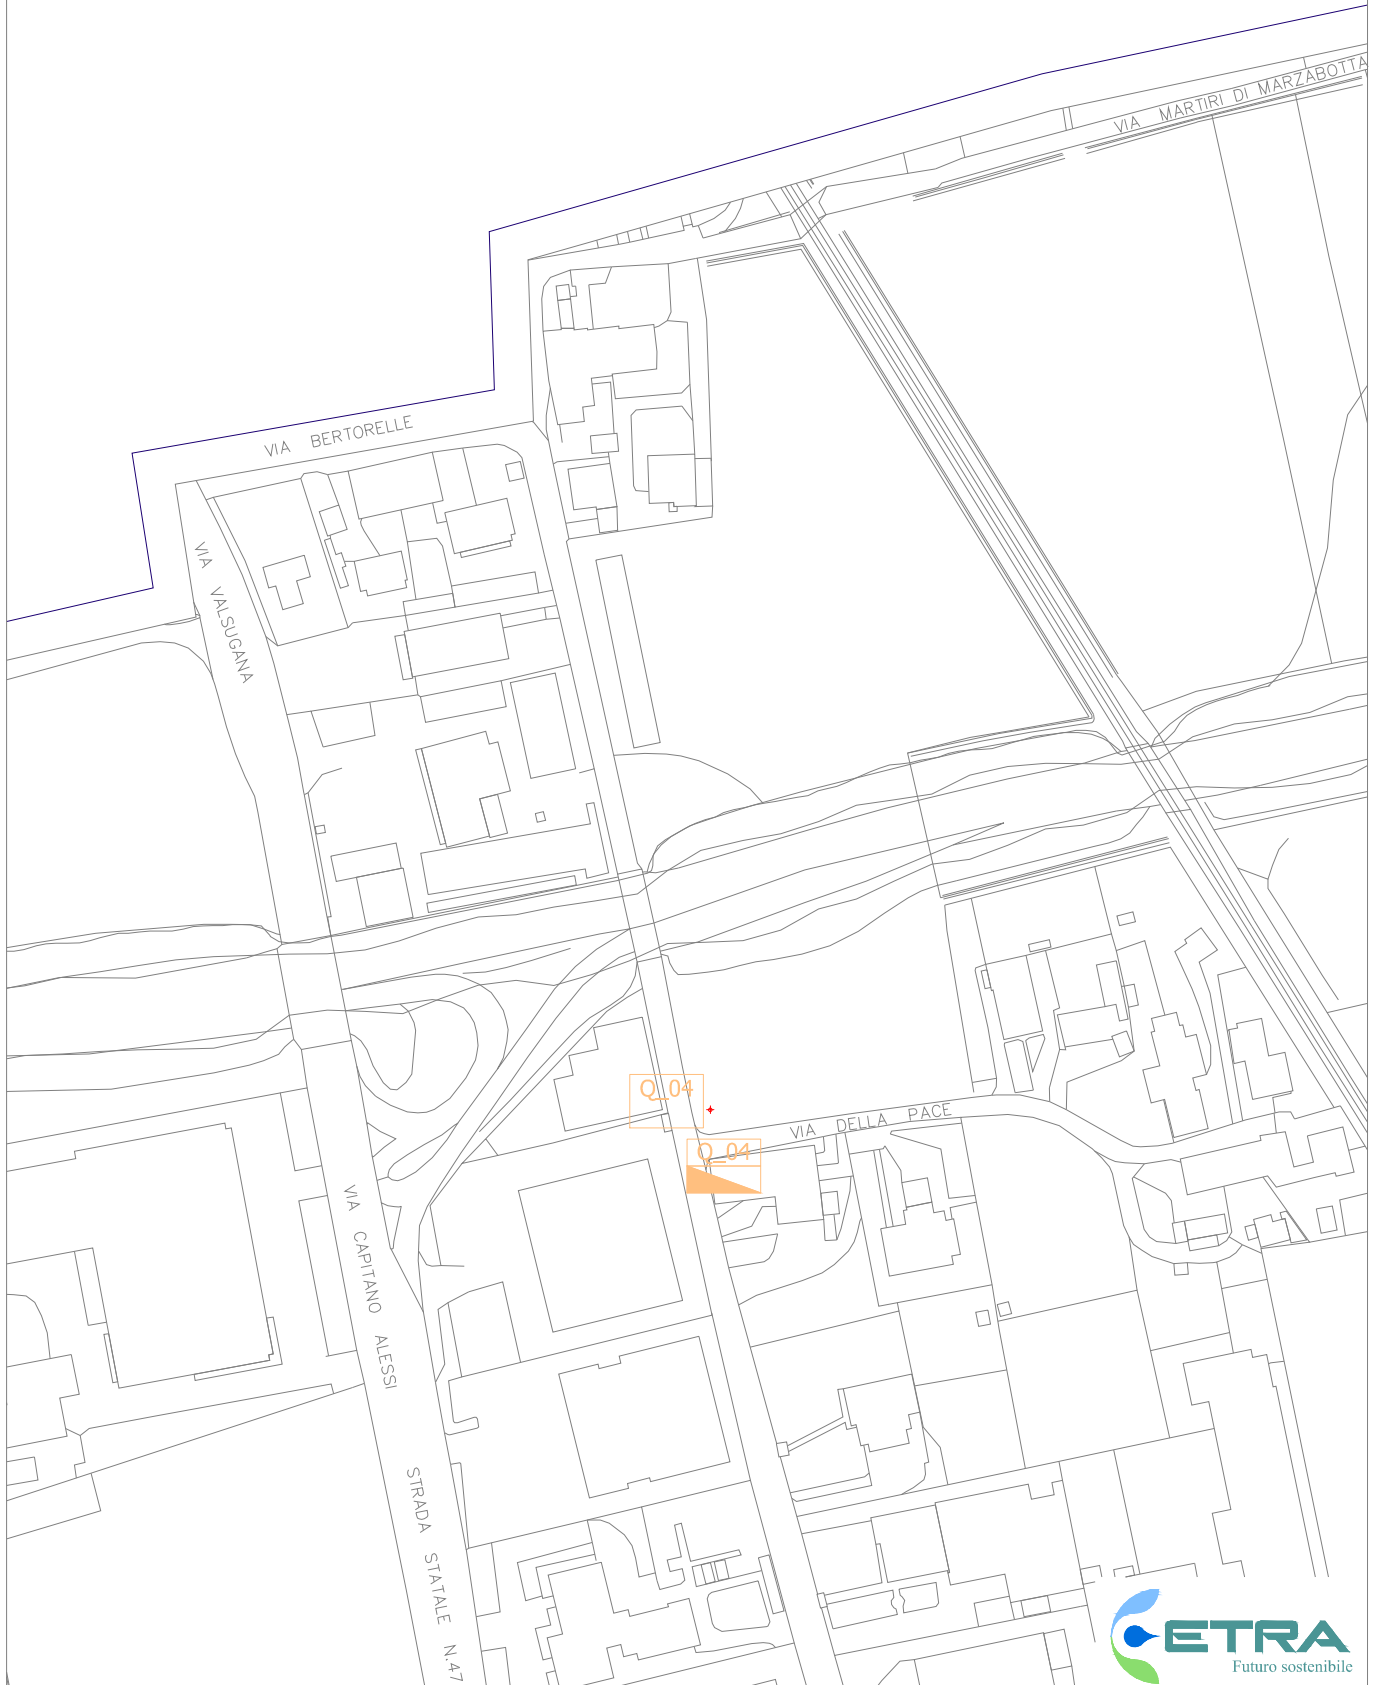 VIA MARTIRI DI MARZABOTTA
VIA BERTORELLE
VIA VALSUGANA
Q_04
VIA DELLA PACE
Q_04
VIA CAPITANO ALESSI
STRADA STATALE N.47
ETRA
Futuro sostenibile